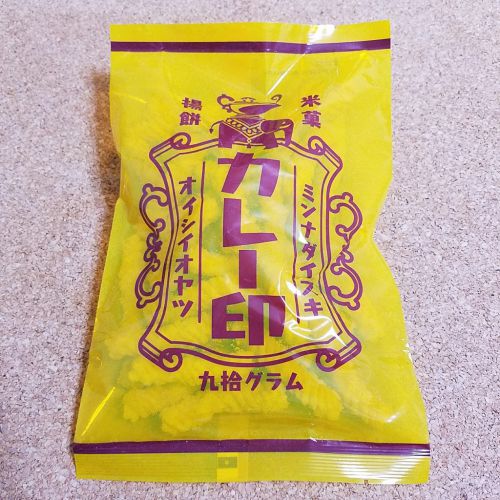 米菓
揚餅
カレー印
ミンナダイスキ
オイシイオヤツ
九拾グラム